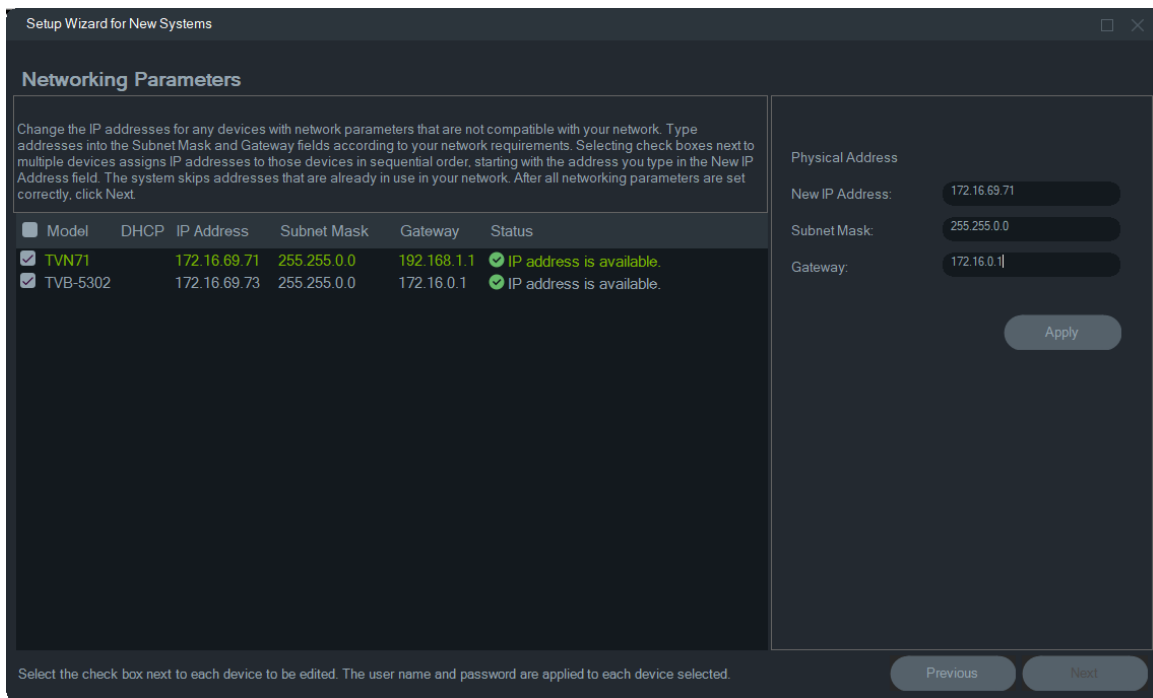 Setup Wizard for New Systems
Networking Parameters
Change the IP addresses for any devices with network parameters that are not compatible with your network. Type
addresses into the Subnet Mask and Gateway fields according to your network requirements. Selecting check boxes next to
multiple devices assigns IP addresses to those devices in sequential order, starting with the address you type in the New IP
Address field. The system skips addresses that are already in use in your network. After all networking parameters are set
correctly, click Next.
Model DHCP IP Address Subnet Mask Gateway Status
TVN71 172.16.69.71 255.255.0.0 192.168.1.1 IP address is available.
TVB-5302 172.16.69.73 255.255.0.0 172.16.0.1 IP address is available.
Physical Address
New IP Address: 172.16.69.71
Subnet Mask: 255.255.0.0
Gateway: 172.16.0.1
Apply
Select the check box next to each device to be edited. The user name and password are applied to each device selected.
Previous Next